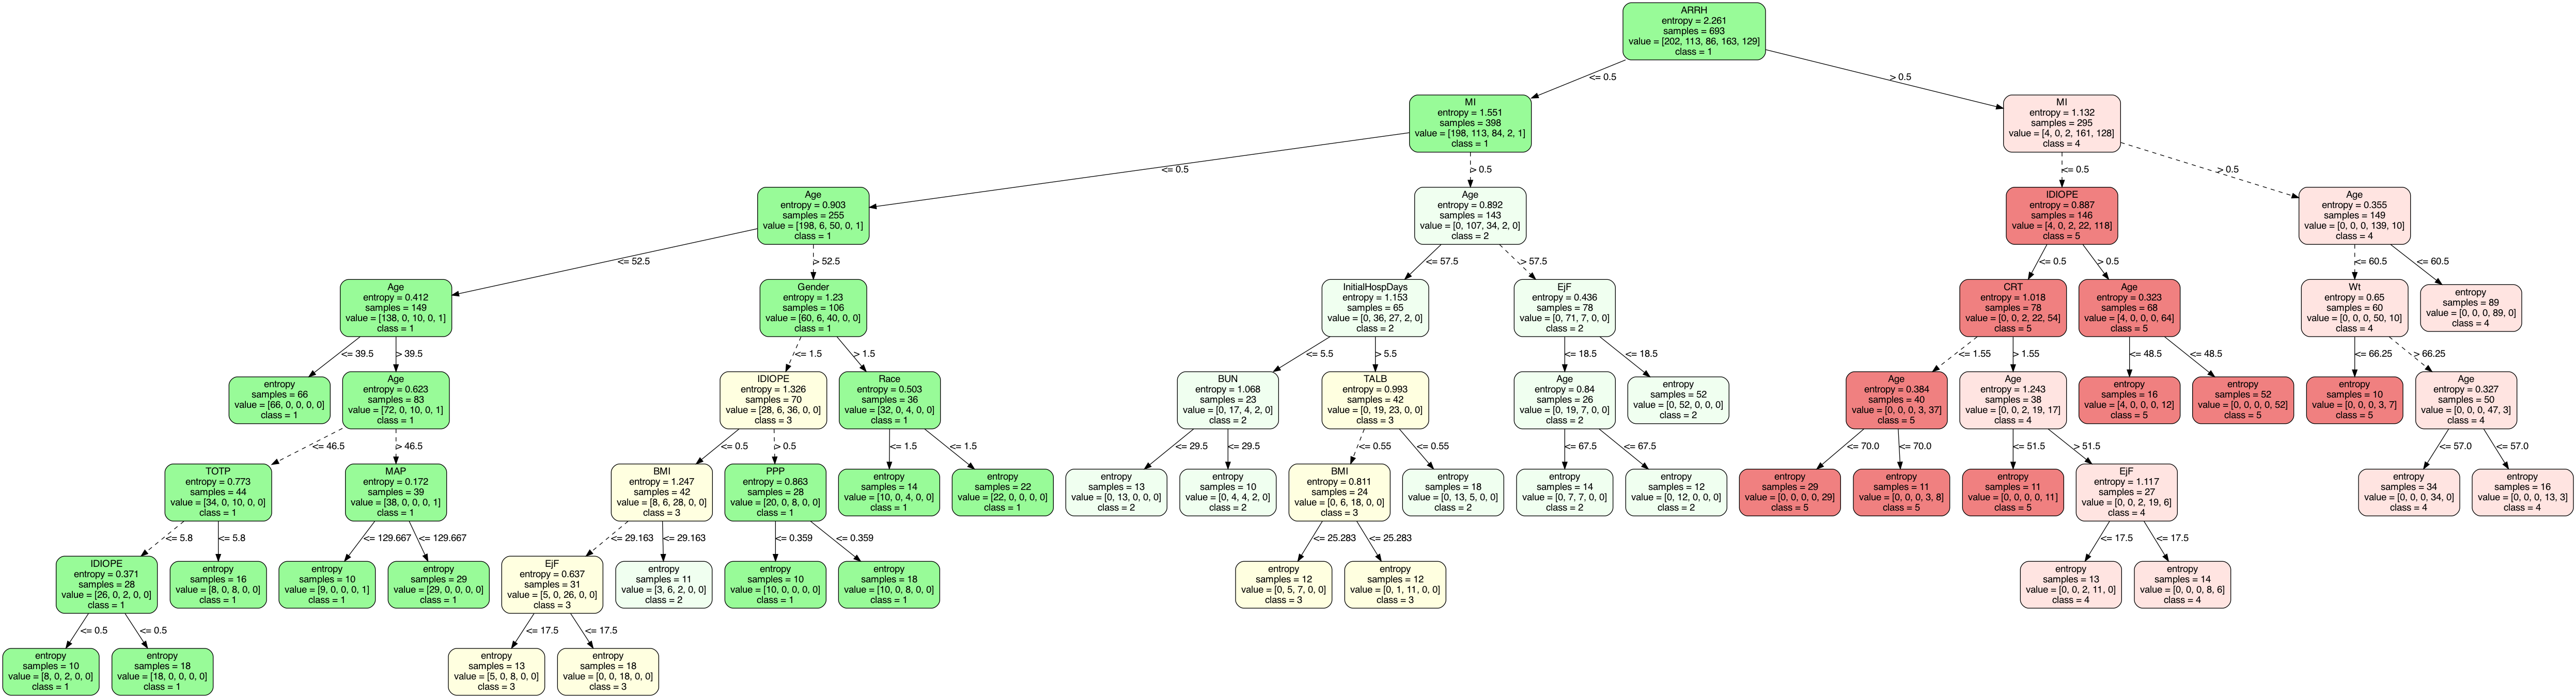 ARRH
entropy = 2.261
samples = 693
value = [202, 113, 86, 163, 129]
class = 1
<= 0.5
> 0.5
MI
entropy = 1.551
samples = 398
value = [198, 113, 84, 2, 1]
class = 1
MI
entropy = 1.132
samples = 295
value = [4, 0, 2, 161, 128]
class = 4
<= 0.5
> 0.5
<= 0.5
> 0.5
Age
entropy = 0.903
samples = 255
value = [198, 6, 50, 0, 1]
class = 1
Age
entropy = 0.892
samples = 143
value = [0, 107, 34, 2, 0]
class = 2
IDIOPE
entropy = 0.887
samples = 146
value = [4, 0, 2, 22, 118]
class = 5
Age
entropy = 0.355
samples = 149
value = [0, 0, 0, 139, 10]
class = 4
<= 52.5
> 52.5
<= 57.5
> 57.5
<= 0.5
> 0.5
<= 60.5
<= 60.5
Age
entropy = 0.412
samples = 149
value = [138, 0, 10, 0, 1]
class = 1
Gender
entropy = 1.23
samples = 106
value = [60, 6, 40, 0, 0]
class = 1
InitialHospDays
entropy = 1.153
samples = 65
value = [0, 36, 27, 2, 0]
class = 2
EjF
entropy = 0.436
samples = 78
value = [0, 71, 7, 0, 0]
class = 2
CRT
entropy = 1.018
samples = 78
value = [0, 0, 2, 22, 54]
class = 5
Age
entropy = 0.323
samples = 68
value = [4, 0, 0, 0, 64]
class = 5
Wt
entropy = 0.65
samples = 60
value = [0, 0, 0, 50, 10]
class = 4
entropy
samples = 89
value = [0, 0, 0, 89, 0]
class = 4
<= 39.5
> 39.5
<= 1.5
> 1.5
<= 5.5
> 5.5
<= 18.5
<= 18.5
<= 1.55
> 1.55
<= 48.5
<= 48.5
<= 66.25
> 66.25
entropy
samples = 66
value = [66, 0, 0, 0, 0]
class = 1
Age
entropy = 0.623
samples = 83
value = [72, 0, 10, 0, 1]
class = 1
IDIOPE
entropy = 1.326
samples = 70
value = [28, 6, 36, 0, 0]
class = 3
Race
entropy = 0.503
samples = 36
value = [32, 0, 4, 0, 0]
class = 1
BUN
entropy = 1.068
samples = 23
value = [0, 17, 4, 2, 0]
class = 2
TALB
entropy = 0.993
samples = 42
value = [0, 19, 23, 0, 0]
class = 3
Age
entropy = 0.84
samples = 26
value = [0, 19, 7, 0, 0]
class = 2
entropy
samples = 52
value = [0, 52, 0, 0, 0]
class = 2
Age
entropy = 0.384
samples = 40
value = [0, 0, 0, 3, 37]
class = 5
Age
entropy = 1.243
samples = 38
value = [0, 0, 2, 19, 17]
class = 4
entropy
samples = 16
value = [4, 0, 0, 0, 12]
class = 5
entropy
samples = 52
value = [0, 0, 0, 0, 52]
class = 5
entropy
samples = 10
value = [0, 0, 0, 3, 7]
class = 5
Age
entropy = 0.327
samples = 50
value = [0, 0, 0, 47, 3]
class = 4
<= 46.5
> 46.5
<= 0.5
> 0.5
<= 1.5
<= 1.5
<= 29.5
<= 29.5
<= 0.55
<= 0.55
<= 67.5
<= 67.5
<= 70.0
<= 70.0
<= 51.5
> 51.5
<= 57.0
<= 57.0
TOTP
entropy = 0.773
samples = 44
value = [34, 0, 10, 0, 0]
class = 1
MAP
entropy = 0.172
samples = 39
value = [38, 0, 0, 0, 1]
class = 1
BMI
entropy = 1.247
samples = 42
value = [8, 6, 28, 0, 0]
class = 3
PPP
entropy = 0.863
samples = 28
value = [20, 0, 8, 0, 0]
class = 1
entropy
samples = 14
value = [10, 0, 4, 0, 0]
class = 1
entropy
samples = 22
value = [22, 0, 0, 0, 0]
class = 1
entropy
samples = 13
value = [0, 13, 0, 0, 0]
class = 2
entropy
samples = 10
value = [0, 4, 4, 2, 0]
class = 2
BMI
entropy = 0.811
samples = 24
value = [0, 6, 18, 0, 0]
class = 3
entropy
samples = 18
value = [0, 13, 5, 0, 0]
class = 2
entropy
samples = 14
value = [0, 7, 7, 0, 0]
class = 2
entropy
samples = 12
value = [0, 12, 0, 0, 0]
class = 2
entropy
samples = 29
value = [0, 0, 0, 0, 29]
class = 5
entropy
samples = 11
value = [0, 0, 0, 3, 8]
class = 5
entropy
samples = 11
value = [0, 0, 0, 0, 11]
class = 5
EjF
entropy = 1.117
samples = 27
value = [0, 0, 2, 19, 6]
class = 4
entropy
samples = 34
value = [0, 0, 0, 34, 0]
class = 4
entropy
samples = 16
value = [0, 0, 0, 13, 3]
class = 4
<= 5.8
<= 5.8
<= 129.667
<= 129.667
<= 29.163
<= 29.163
<= 0.359
<= 0.359
<= 25.283
<= 25.283
<= 17.5
<= 17.5
IDIOPE
entropy = 0.371
samples = 28
value = [26, 0, 2, 0, 0]
class = 1
entropy
samples = 16
value = [8, 0, 8, 0, 0]
class = 1
entropy
samples = 10
value = [9, 0, 0, 0, 1]
class = 1
entropy
samples = 29
value = [29, 0, 0, 0, 0]
class = 1
EjF
entropy = 0.637
samples = 31
value = [5, 0, 26, 0, 0]
class = 3
entropy
samples = 11
value = [3, 6, 2, 0, 0]
class = 2
entropy
samples = 10
value = [10, 0, 0, 0, 0]
class = 1
entropy
samples = 18
value = [10, 0, 8, 0, 0]
class = 1
entropy
samples = 12
value = [0, 5, 7, 0, 0]
class = 3
entropy
samples = 12
value = [0, 1, 11, 0, 0]
class = 3
entropy
samples = 13
value = [0, 0, 2, 11, 0]
class = 4
entropy
samples = 14
value = [0, 0, 0, 8, 6]
class = 4
<= 0.5
<= 0.5
<= 17.5
<= 17.5
entropy
samples = 10
value = [8, 0, 2, 0, 0]
class = 1
entropy
samples = 18
value = [18, 0, 0, 0, 0]
class = 1
entropy
samples = 13
value = [5, 0, 8, 0, 0]
class = 3
entropy
samples = 18
value = [0, 0, 18, 0, 0]
class = 3